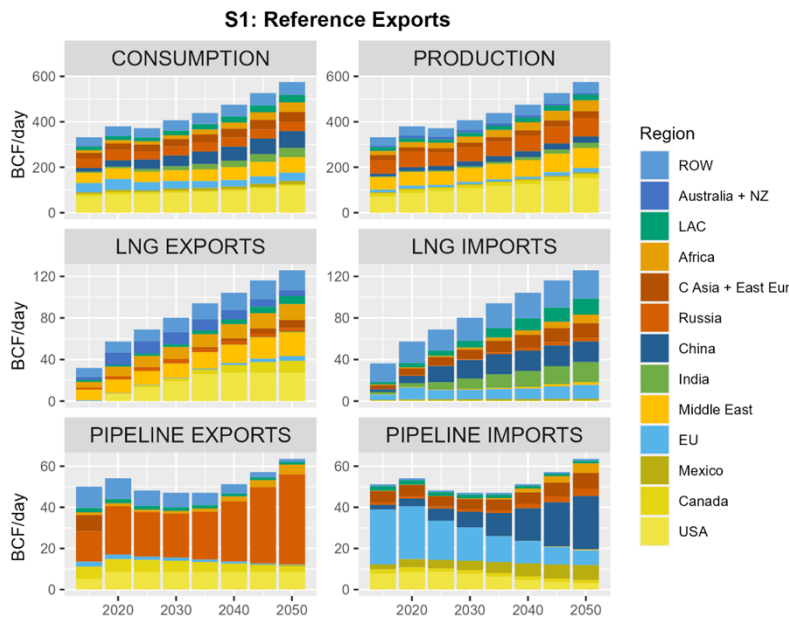 S1: Reference Exports
CONSUMPTION
PRODUCTION
BCF/day
600
400
200
0
600
400
200
0
LNG EXPORTS
LNG IMPORTS
BCF/day
120
80
40
0
120
80
40
0
PIPELINE EXPORTS
PIPELINE IMPORTS
BCF/day
60
40
20
0
60
40
20
0
2020 2030 2040 2050
2020 2030 2040 2050
Region
ROW
Australia + NZ
LAC
Africa
C Asia + East Eur
Russia
China
India
Middle East
EU
Mexico
Canada
USA